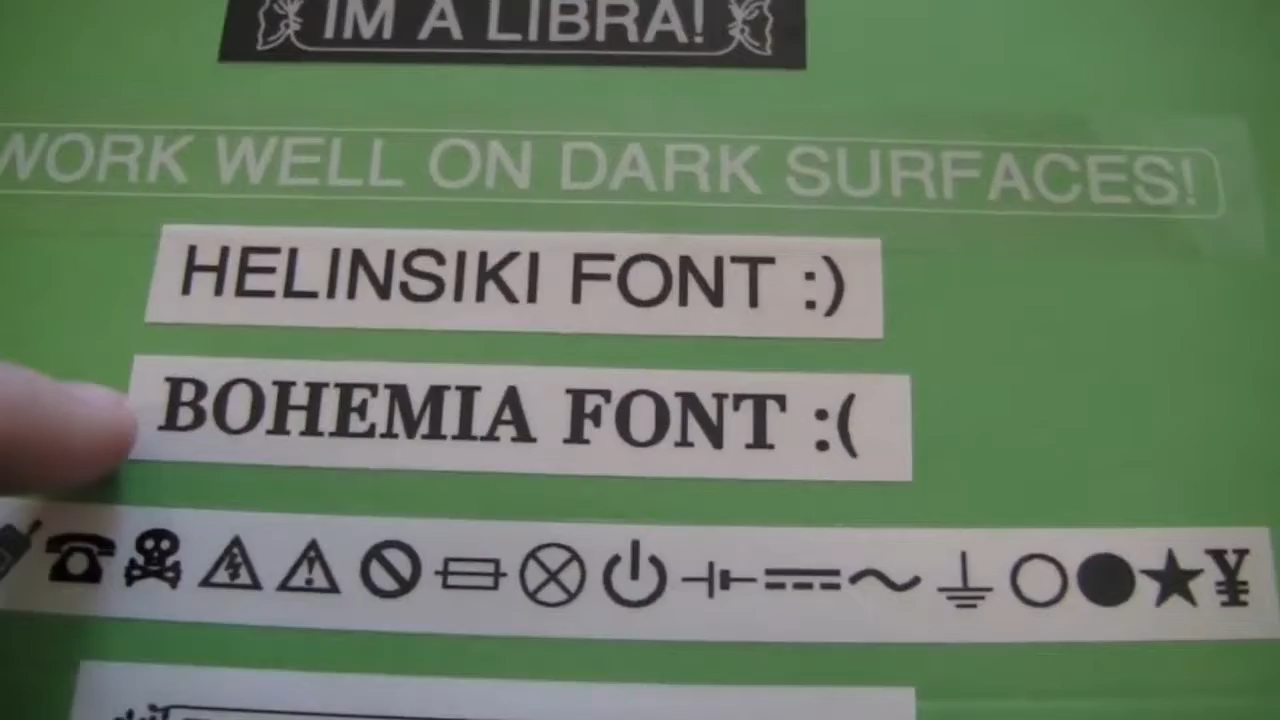 IM A LIBRA!
WORK WELL ON DARK SURFACES!
HELINSIKI FONT :)
BOHEMIA FONT :(
¥